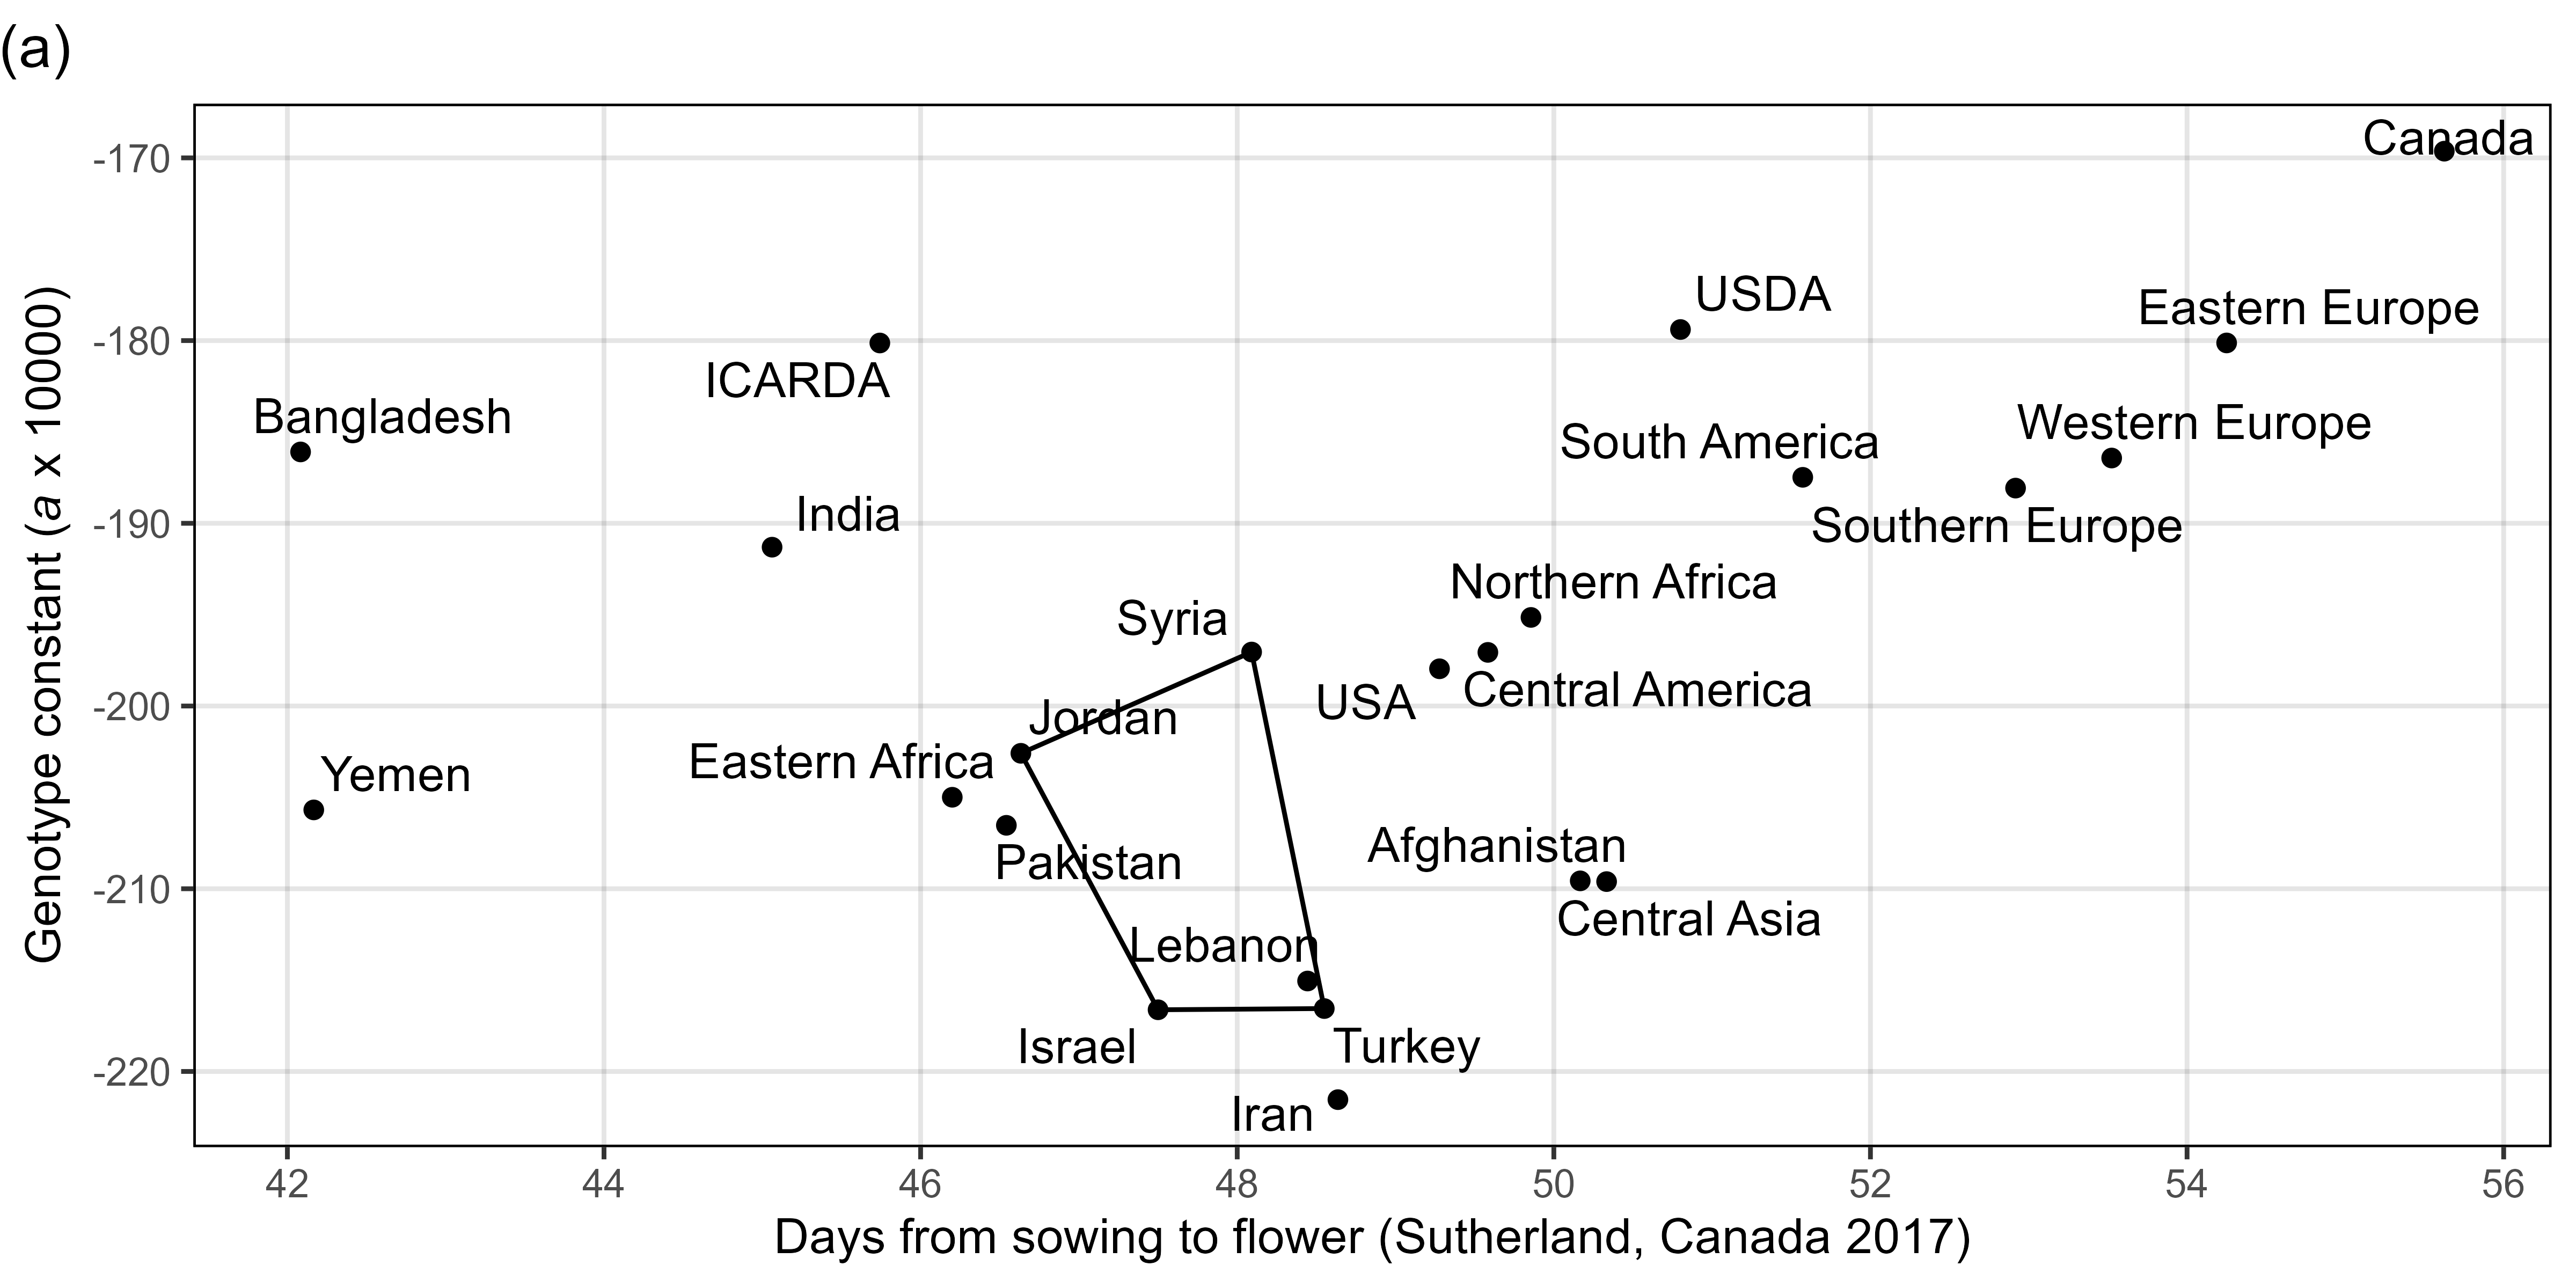 (a)
Canada
-170
USDA
Eastern Europe
-180
ICARDA
Bangladesh
Western Europe
South America
India
-190
Southern Europe
Northern Africa
Syria
Central America
USA
-200
Jordan
Eastern Africa
Yemen
Afghanistan
Pakistan
-210
Central Asia
Lebanon
Israel
Turkey
-220
Iran
42 44 46 48 50 52 54 56
Days from sowing to flower (Sutherland, Canada 2017)
Genotype constant (a x 10000)